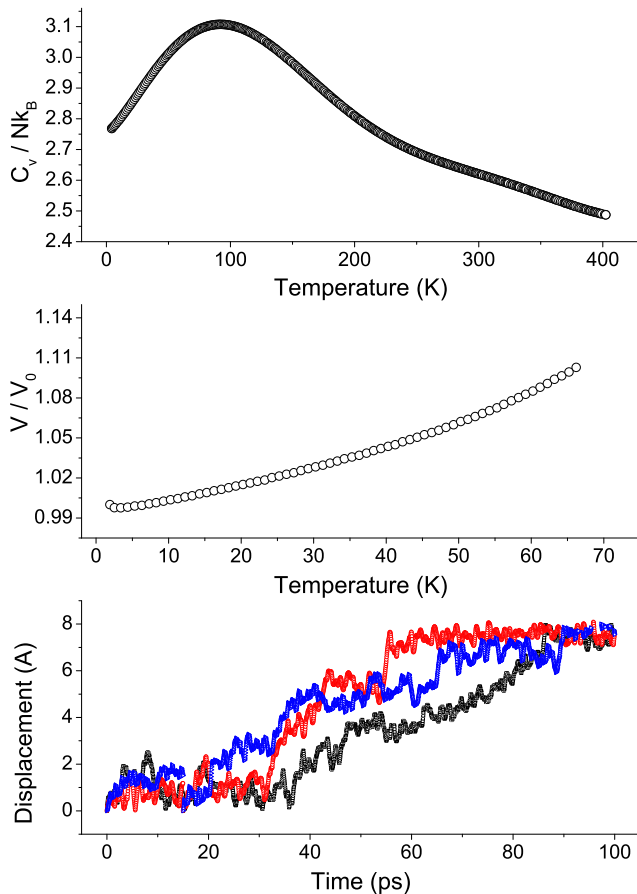 3.1
3.0
2.9
2.8
2.7
2.6
2.5
2.4
C_v / Nk_B
0 100 200 300 400
Temperature (K)
1.14
1.11
1.08
1.05
1.02
0.99
V / V_0
0 10 20 30 40 50 60 70
Temperature (K)
8
6
4
2
0
Displacement (A)
0 20 40 60 80 100
Time (ps)